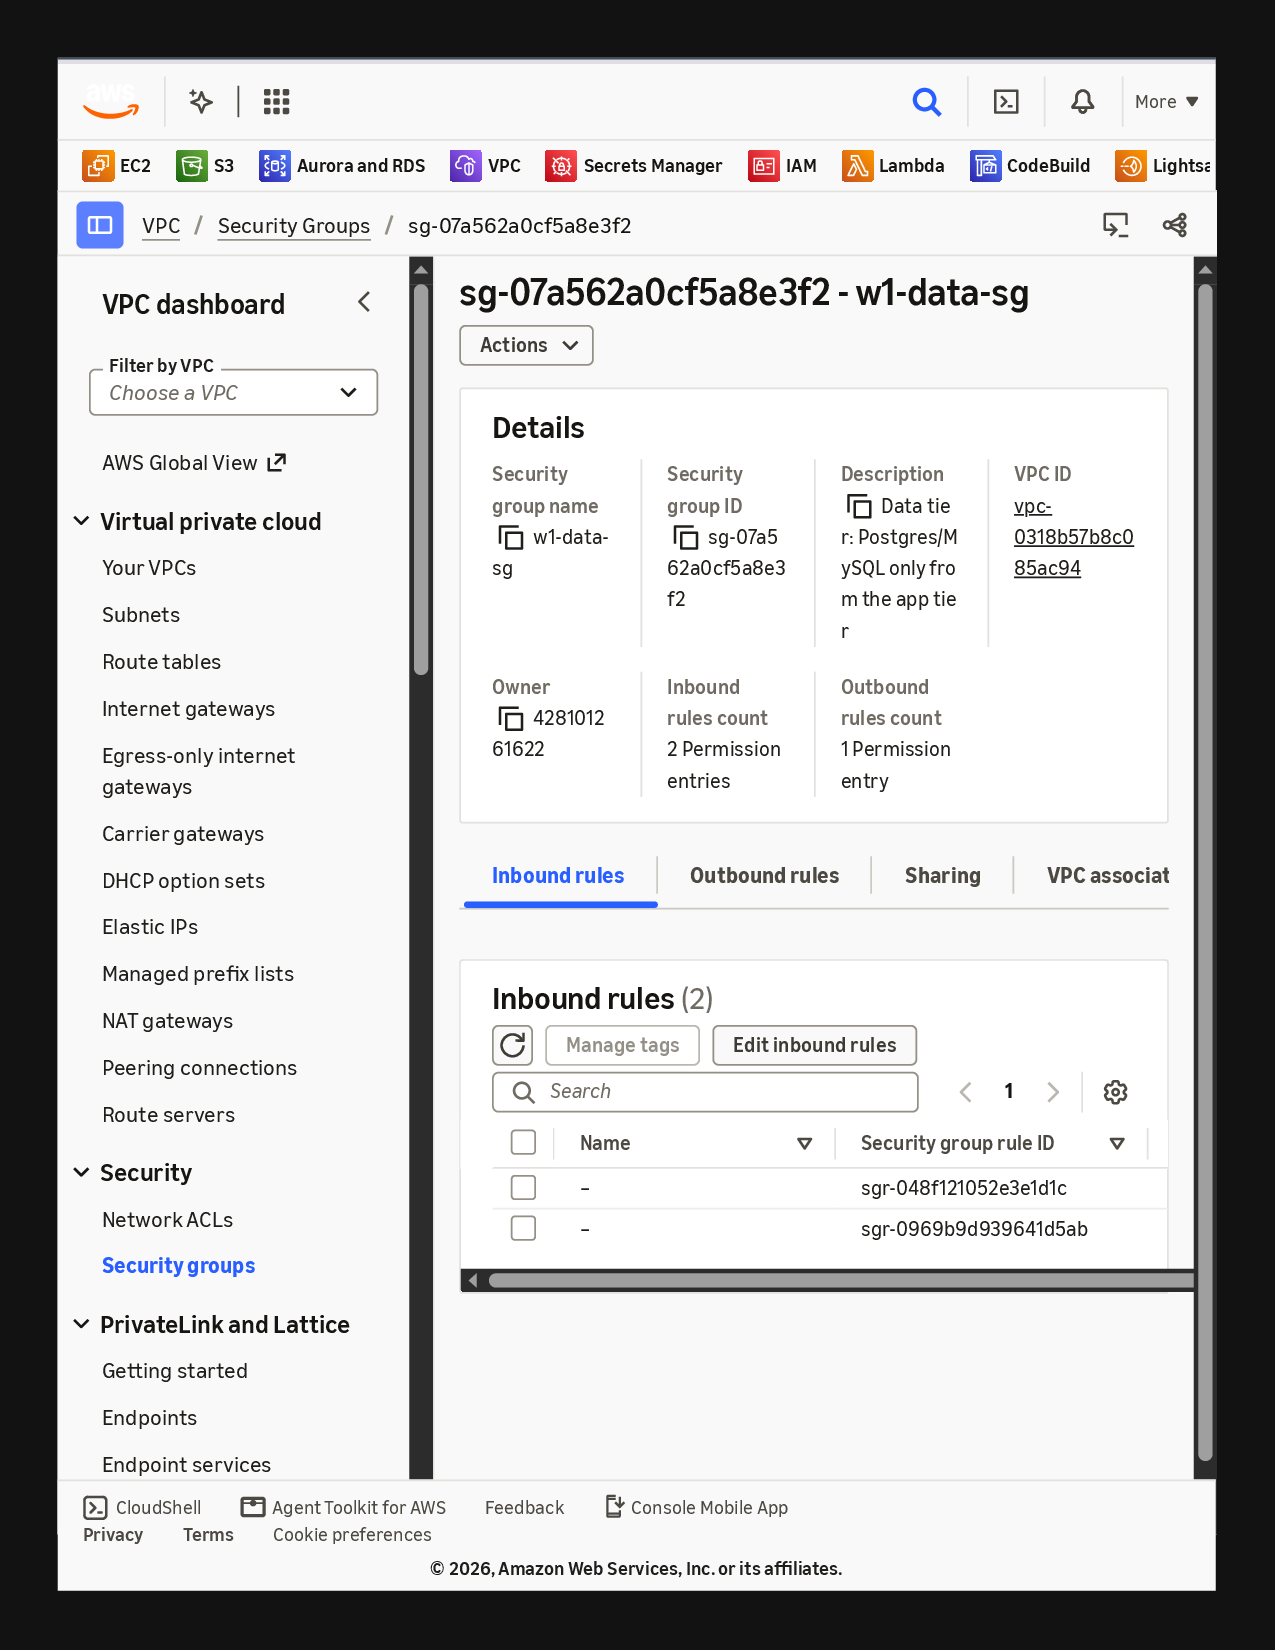 aws
More
EC2 S3 Aurora and RDS VPC Secrets Manager IAM Lambda CodeBuild Lightsa
VPC / Security Groups / sg-07a562a0cf5a8e3f2
VPC dashboard
Filter by VPC
Choose a VPC
AWS Global View
Virtual private cloud
Your VPCs
Subnets
Route tables
Internet gateways
Egress-only internet
gateways
Carrier gateways
DHCP option sets
Elastic IPs
Managed prefix lists
NAT gateways
Peering connections
Route servers
Security
Network ACLs
Security groups
PrivateLink and Lattice
Getting started
Endpoints
Endpoint services
sg-07a562a0cf5a8e3f2 - w1-data-sg
Actions
Details
Security
group name
w1-data-
sg
Security
group ID
sg-07a5
62a0cf5a8e3
f2
Description
Data tie
r: Postgres/M
ySQL only fro
m the app tie
r
VPC ID
vpc-
0318b57b8c0
85ac94
Owner
4281012
61622
Inbound
rules count
2 Permission
entries
Outbound
rules count
1 Permission
entry
Inbound rules Outbound rules Sharing VPC associat
Inbound rules (2)
Manage tags Edit inbound rules
Search 1
Name Security group rule ID
– sgr-048f121052e3e1d1c
– sgr-0969b9d939641d5ab
CloudShell Agent Toolkit for AWS Feedback Console Mobile App
Privacy Terms Cookie preferences
© 2026, Amazon Web Services, Inc. or its affiliates.